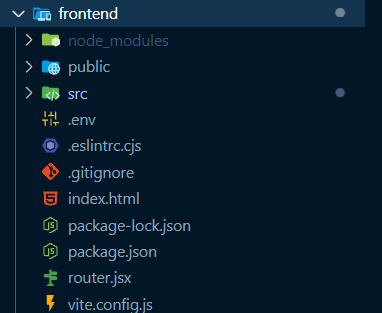 frontend
node_modules
public
src
.env
.eslintrc.cjs
.gitignore
index.html
package-lock.json
package.json
router.jsx
vite.config.js